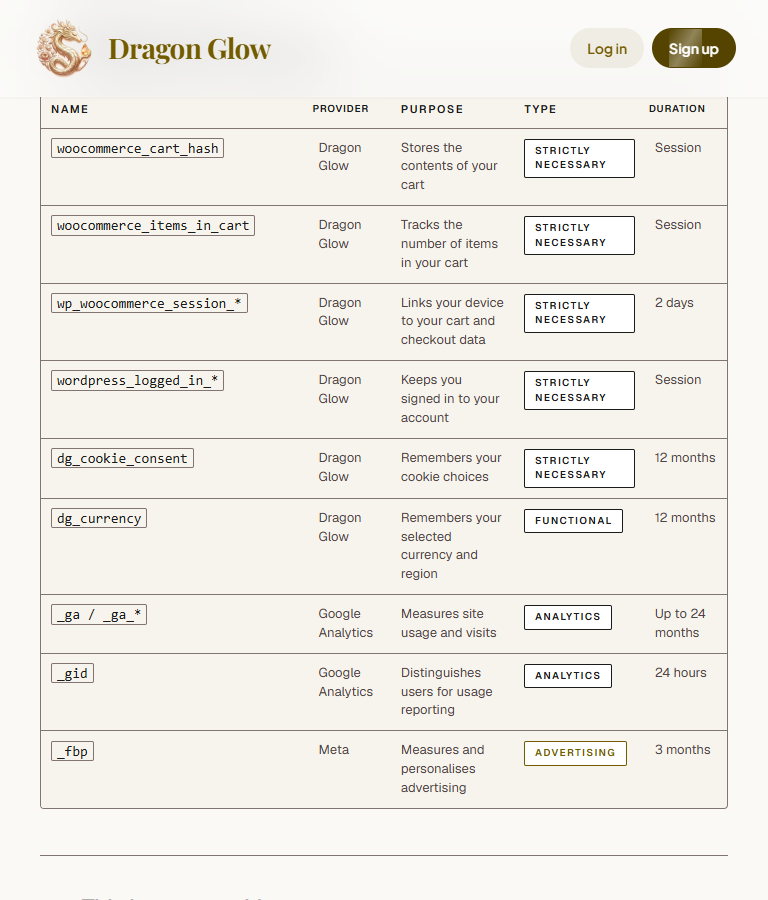 Dragon Glow
Log in
Sign up
NAME PROVIDER PURPOSE TYPE DURATION
woocommerce_cart_hash
Dragon
Glow
Stores the
contents of your
cart
STRICTLY
NECESSARY
Session
woocommerce_items_in_cart
Dragon
Glow
Tracks the
number of items
in your cart
STRICTLY
NECESSARY
Session
wp_woocommerce_session_*
Dragon
Glow
Links your device
to your cart and
checkout data
STRICTLY
NECESSARY
2 days
wordpress_logged_in_*
Dragon
Glow
Keeps you
signed in to your
account
STRICTLY
NECESSARY
Session
dg_cookie_consent
Dragon
Glow
Remembers your
cookie choices
STRICTLY
NECESSARY
12 months
dg_currency
Dragon
Glow
Remembers your
selected
currency and
region
FUNCTIONAL
12 months
_ga / _ga_*
Google
Analytics
Measures site
usage and visits
ANALYTICS
Up to 24
months
_gid
Google
Analytics
Distinguishes
users for usage
reporting
ANALYTICS
24 hours
_fbp
Meta
Measures and
personalises
advertising
ADVERTISING
3 months